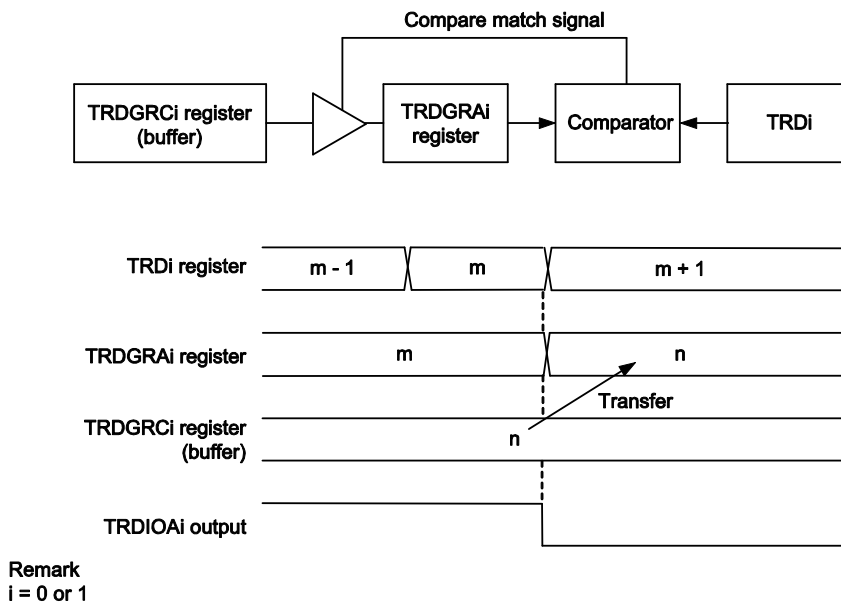 Compare match signal
TRDGRCi register
(buffer)
TRDGRAi
register
Comparator
TRDi
TRDi register
m - 1
m
m + 1
TRDGRAi register
m
n
Transfer
TRDGRCi register
(buffer)
n
TRDIOAi output
Remark
i = 0 or 1